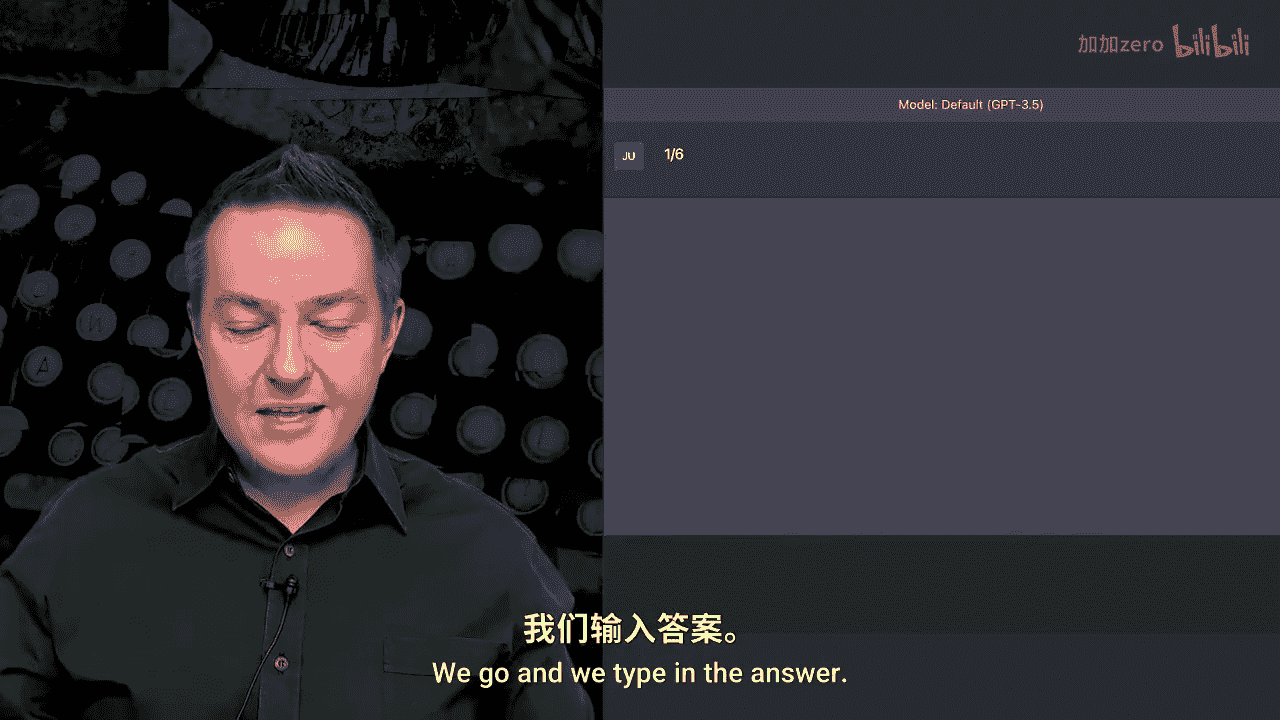 加加zero bilibili
Model: Default (GPT-3.5)
JU 1/6
我们输入答案。
We go and we type in the answer.